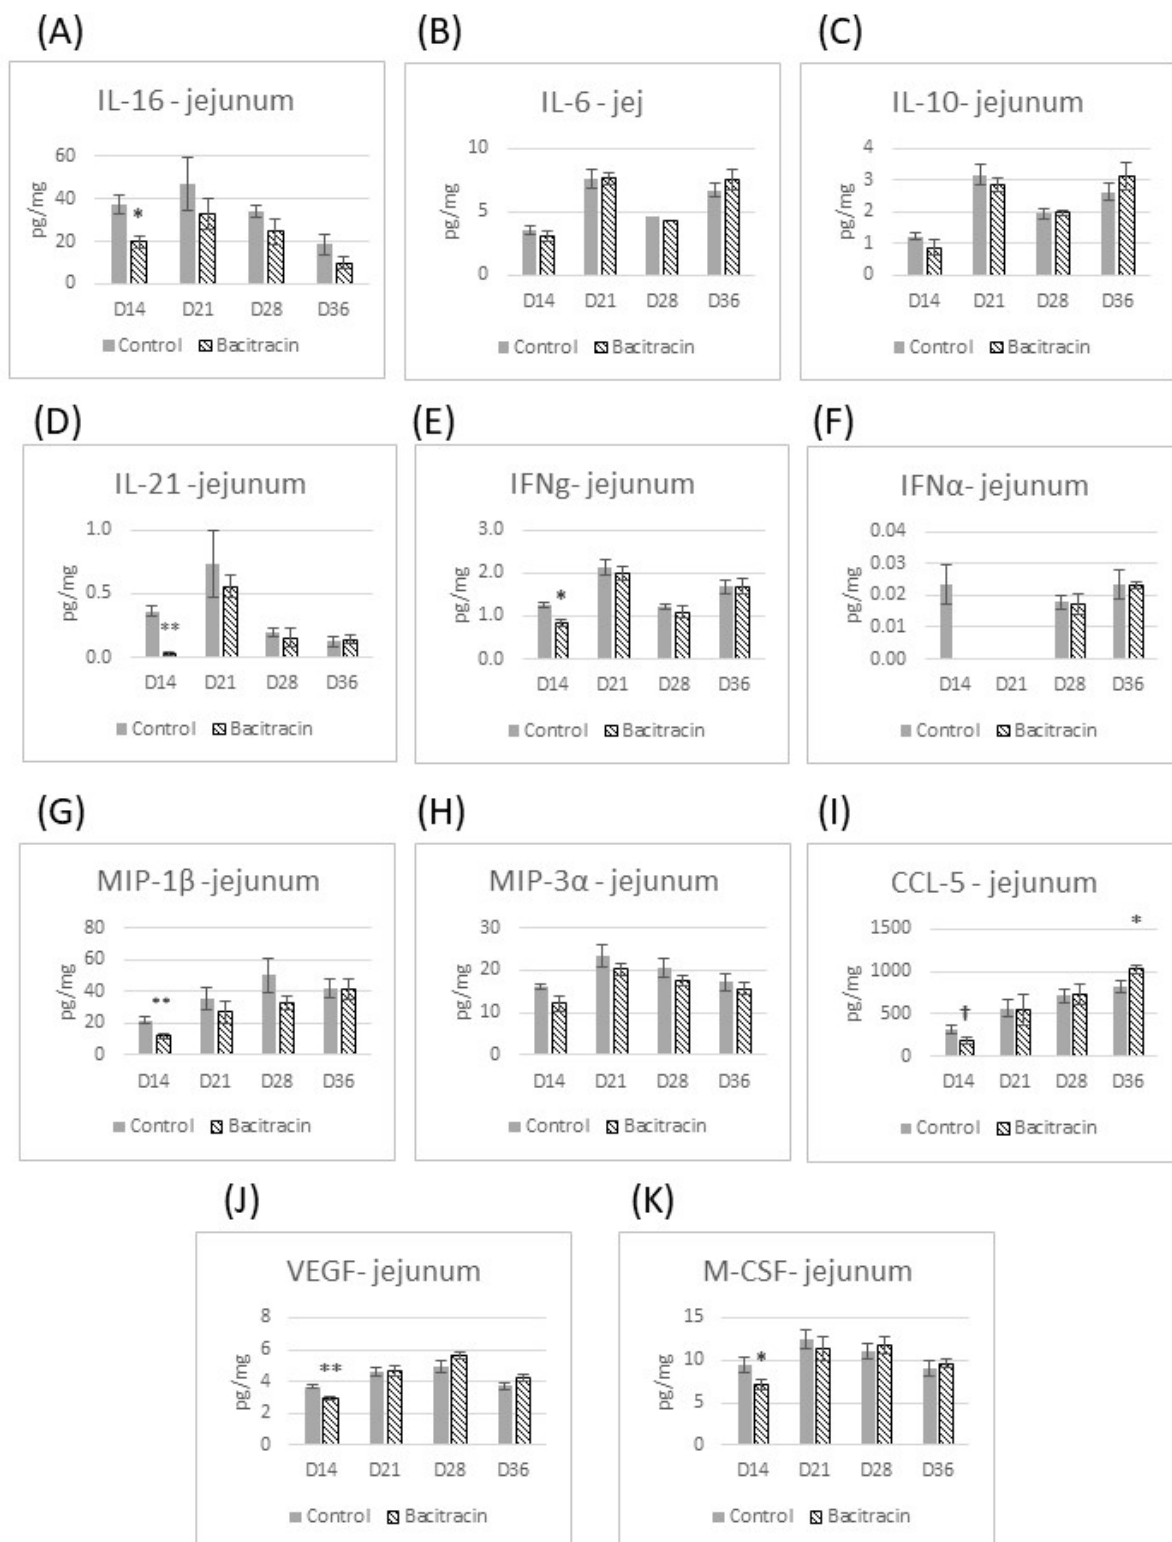 (A) (B) (C)
IL-16 - jejunum
60
40
20
0
pg/mg
*
D14 D21 D28 D36
Control Bacitracin
IL-6 - jej
10
5
0
pg/mg
D14 D21 D28 D36
Control Bacitracin
IL-10- jejunum
4
3
2
1
0
pg/mg
D14 D21 D28 D36
Control Bacitracin
(D) (E) (F)
IL-21 -jejunum
1.0
0.5
0.0
pg/mg
**
D14 D21 D28 D36
Control Bacitracin
IFNg- jejunum
3.0
2.0
1.0
0.0
pg/mg
*
D14 D21 D28 D36
Control Bacitracin
IFNα- jejunum
0.04
0.03
0.02
0.01
0.00
pg/mg
D14 D21 D28 D36
Control Bacitracin
(G) (H) (I)
MIP-1β -jejunum
80
60
40
20
0
pg/mg
**
D14 D21 D28 D36
Control Bacitracin
MIP-3α - jejunum
30
20
10
0
pg/mg
D14 D21 D28 D36
Control Bacitracin
CCL-5 - jejunum
1500
1000
500
0
pg/mg
†
*
D14 D21 D28 D36
Control Bacitracin
(J) (K)
VEGF- jejunum
8
6
4
2
0
pg/mg
**
D14 D21 D28 D36
Control Bacitracin
M-CSF- jejunum
15
10
5
0
pg/mg
*
D14 D21 D28 D36
Control Bacitracin